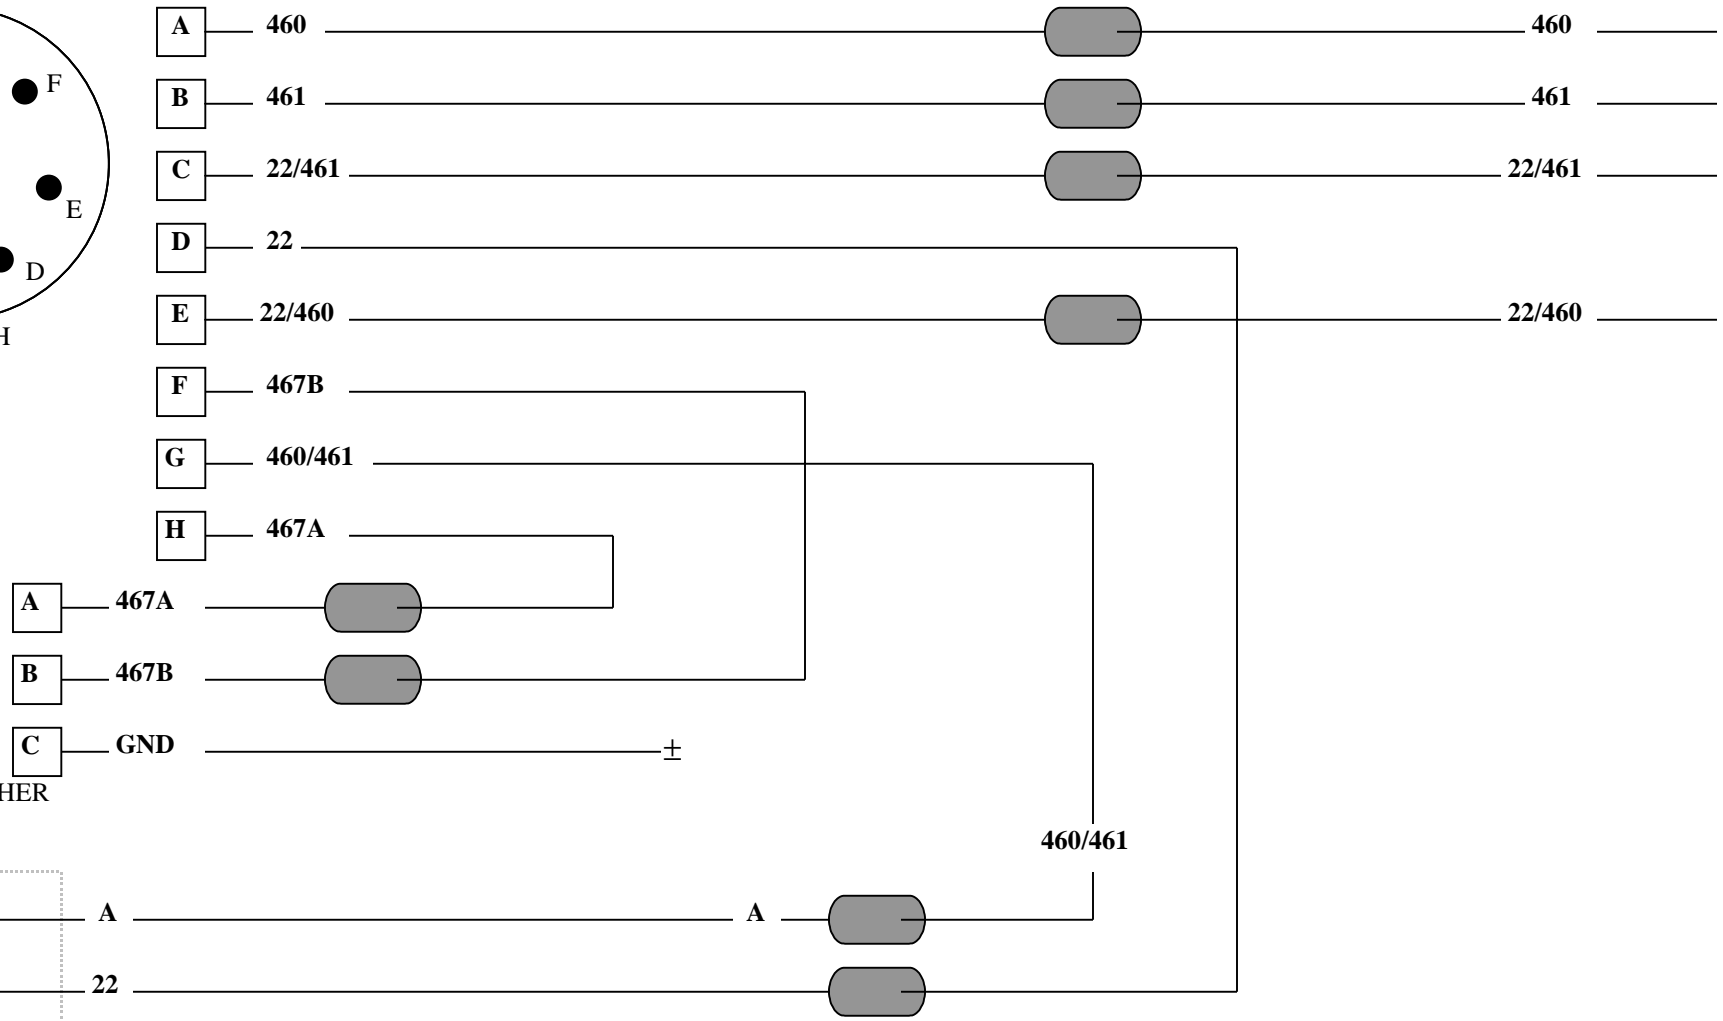 A 460 460
F
B 461 461
C 22/461 22/461
E
D 22
D
E 22/460 22/460
H
F 467B
G 460/461
H 467A
A 467A
B 467B
C GND ±
HER
460/461
A A
22